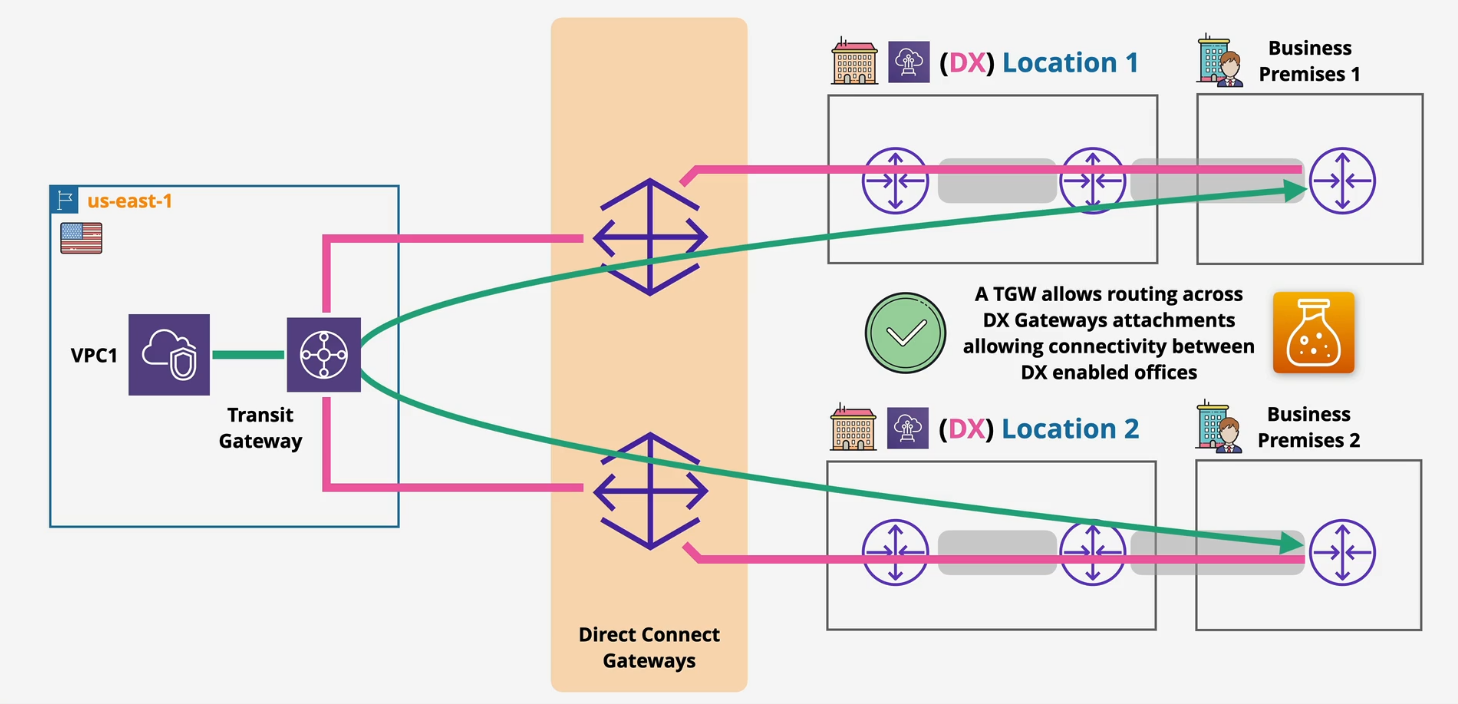 us-east-1
VPC1
Transit
Gateway
Direct Connect
Gateways
(DX) Location 1
Business
Premises 1
A TGW allows routing across
DX Gateways attachments
allowing connectivity between
DX enabled offices
(DX) Location 2
Business
Premises 2